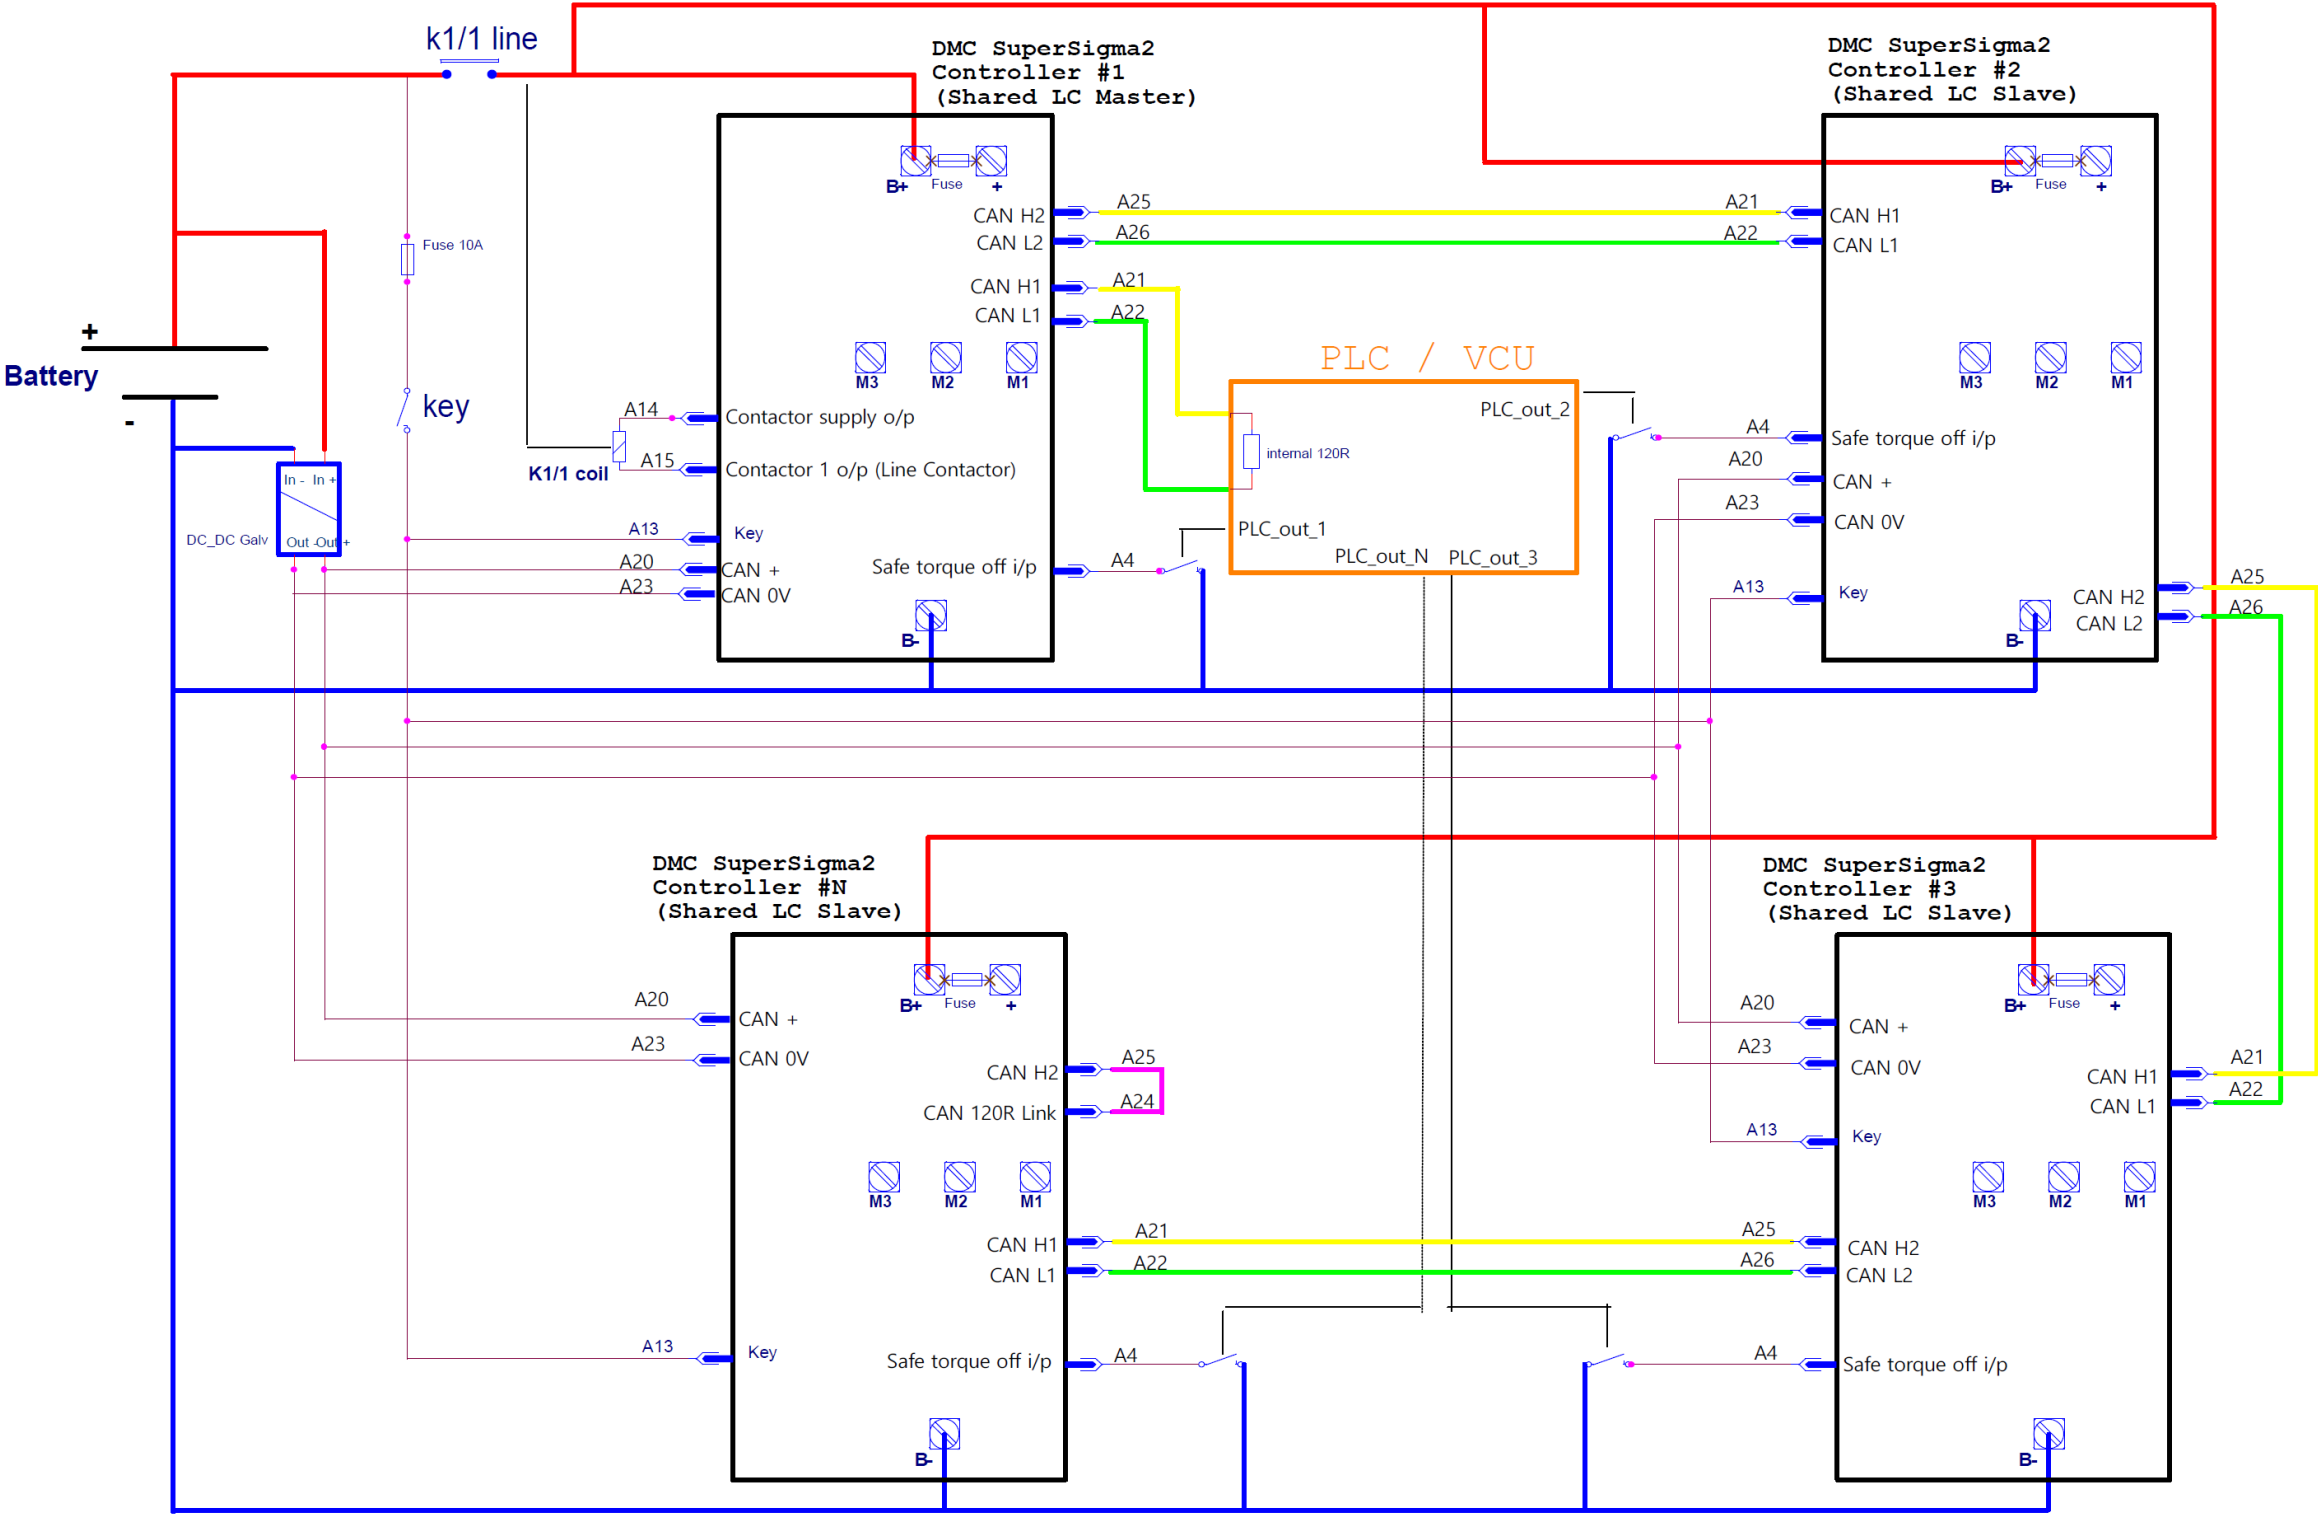 k1/1 line
DMC SuperSigma2
Controller #1
(Shared LC Master)
DMC SuperSigma2
Controller #2
(Shared LC Slave)
B+
Fuse
+
CAN H2
A25
CAN L2
A26
CAN H1
A21
CAN L1
A22
M3
M2
M1
A14
Contactor supply o/p
A15
Contactor 1 o/p (Line Contactor)
K1/1 coil
A13
Key
A20
CAN +
A23
CAN 0V
Safe torque off i/p
A4
B-
Fuse 10A
key
+
Battery
-
In -
In +
DC_DC Galv
Out -
Out +
PLC / VCU
PLC_out_2
internal 120R
PLC_out_1
PLC_out_N
PLC_out_3
B+
Fuse
+
A21
CAN H1
A22
CAN L1
M3
M2
M1
A4
Safe torque off i/p
A20
CAN +
A23
CAN 0V
A13
Key
CAN H2
A25
CAN L2
A26
B-
DMC SuperSigma2
Controller #N
(Shared LC Slave)
B+
Fuse
+
A20
CAN +
A23
CAN 0V
CAN H2
A25
CAN 120R Link
A24
M3
M2
M1
CAN H1
A21
CAN L1
A22
A13
Key
Safe torque off i/p
A4
B-
DMC SuperSigma2
Controller #3
(Shared LC Slave)
B+
Fuse
+
A20
CAN +
A23
CAN 0V
CAN H1
A21
CAN L1
A22
A13
Key
M3
M2
M1
A25
CAN H2
A26
CAN L2
A4
Safe torque off i/p
B-